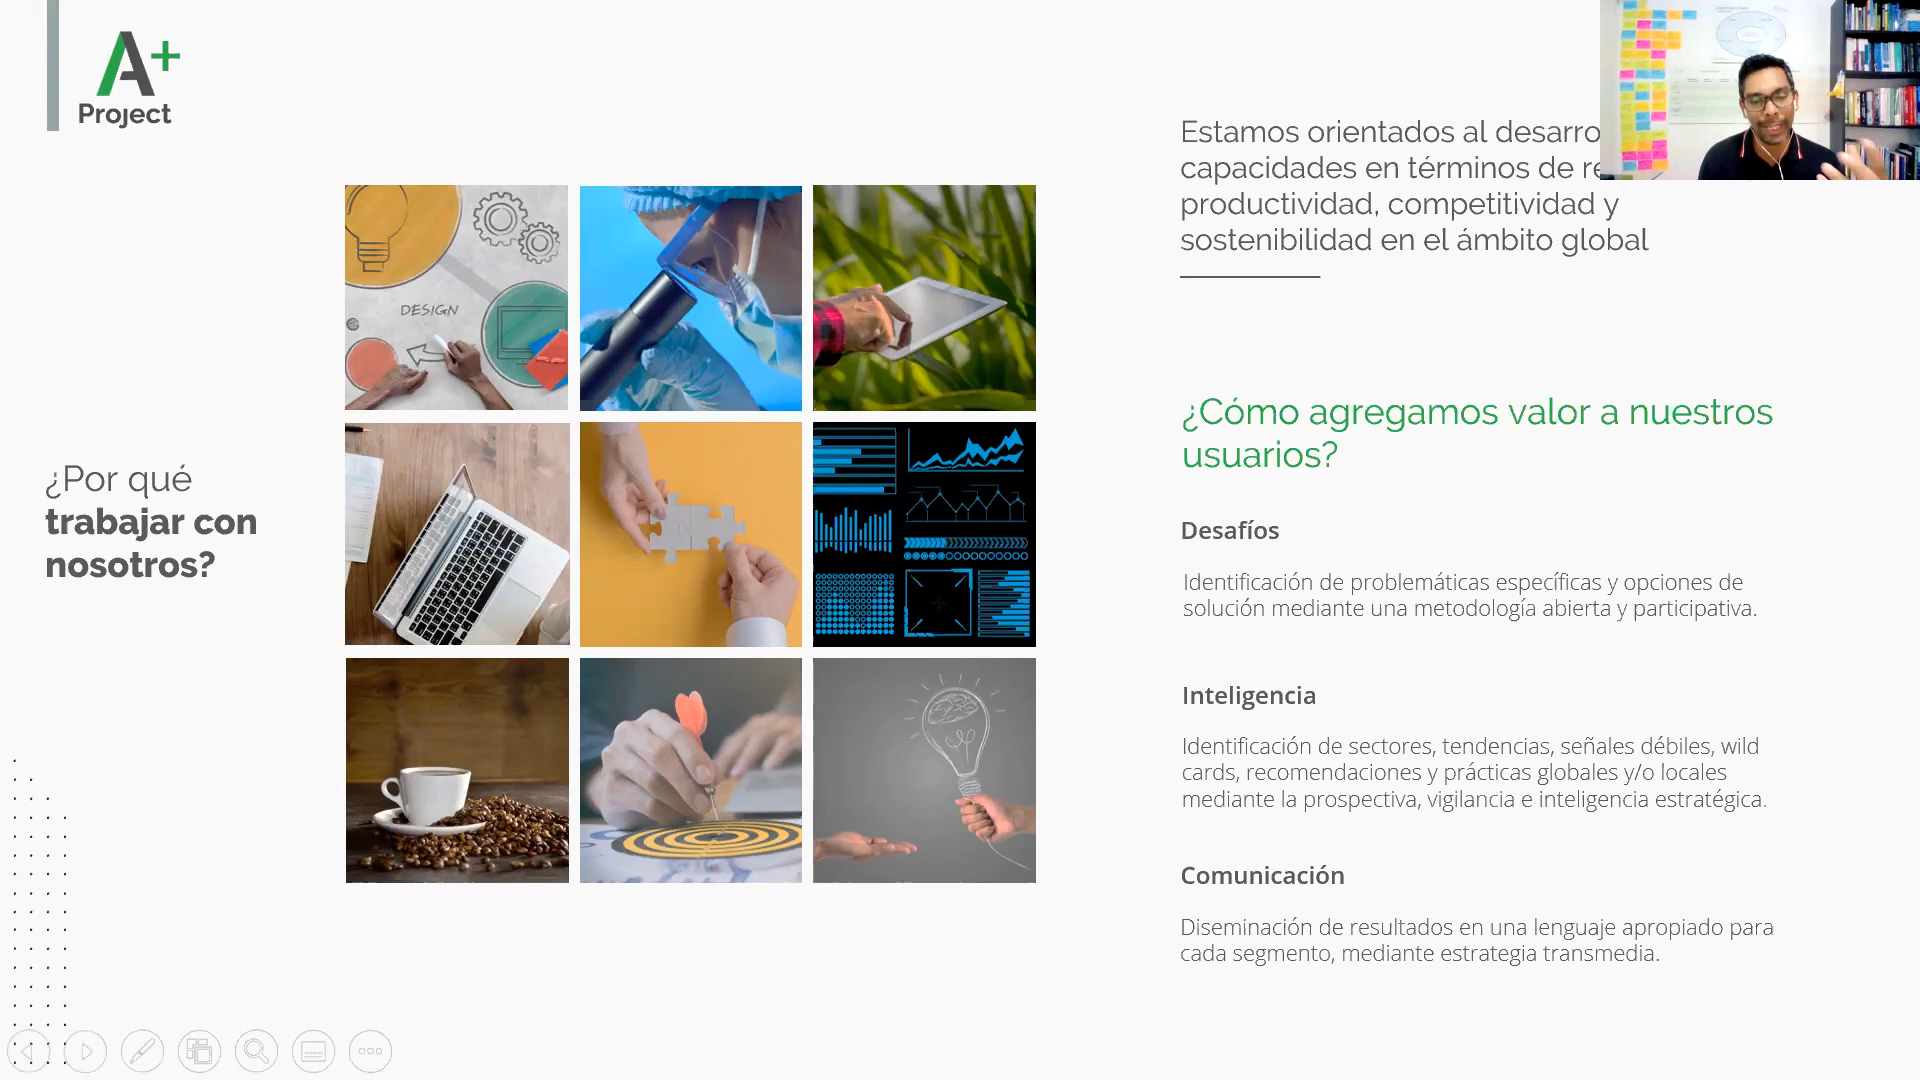 A+
Project
¿Por qué
trabajar con
nosotros?
DESIGN
Estamos orientados al
capacidades en términos de
productividad, competitividad y
sostenibilidad en el ámbito global
¿Cómo agregamos valor a nuestros
usuarios?
Desafíos
Identificación de problemáticas específicas y opciones de
solución mediante una metodología abierta y participativa.
Inteligencia
Identificación de sectores, tendencias, señales débiles, wild
cards, recomendaciones y prácticas globales y/o locales
mediante la prospectiva, vigilancia e inteligencia estratégica.
Comunicación
Diseminación de resultados en una lenguaje apropiado para
cada segmento, mediante estrategia transmedia.